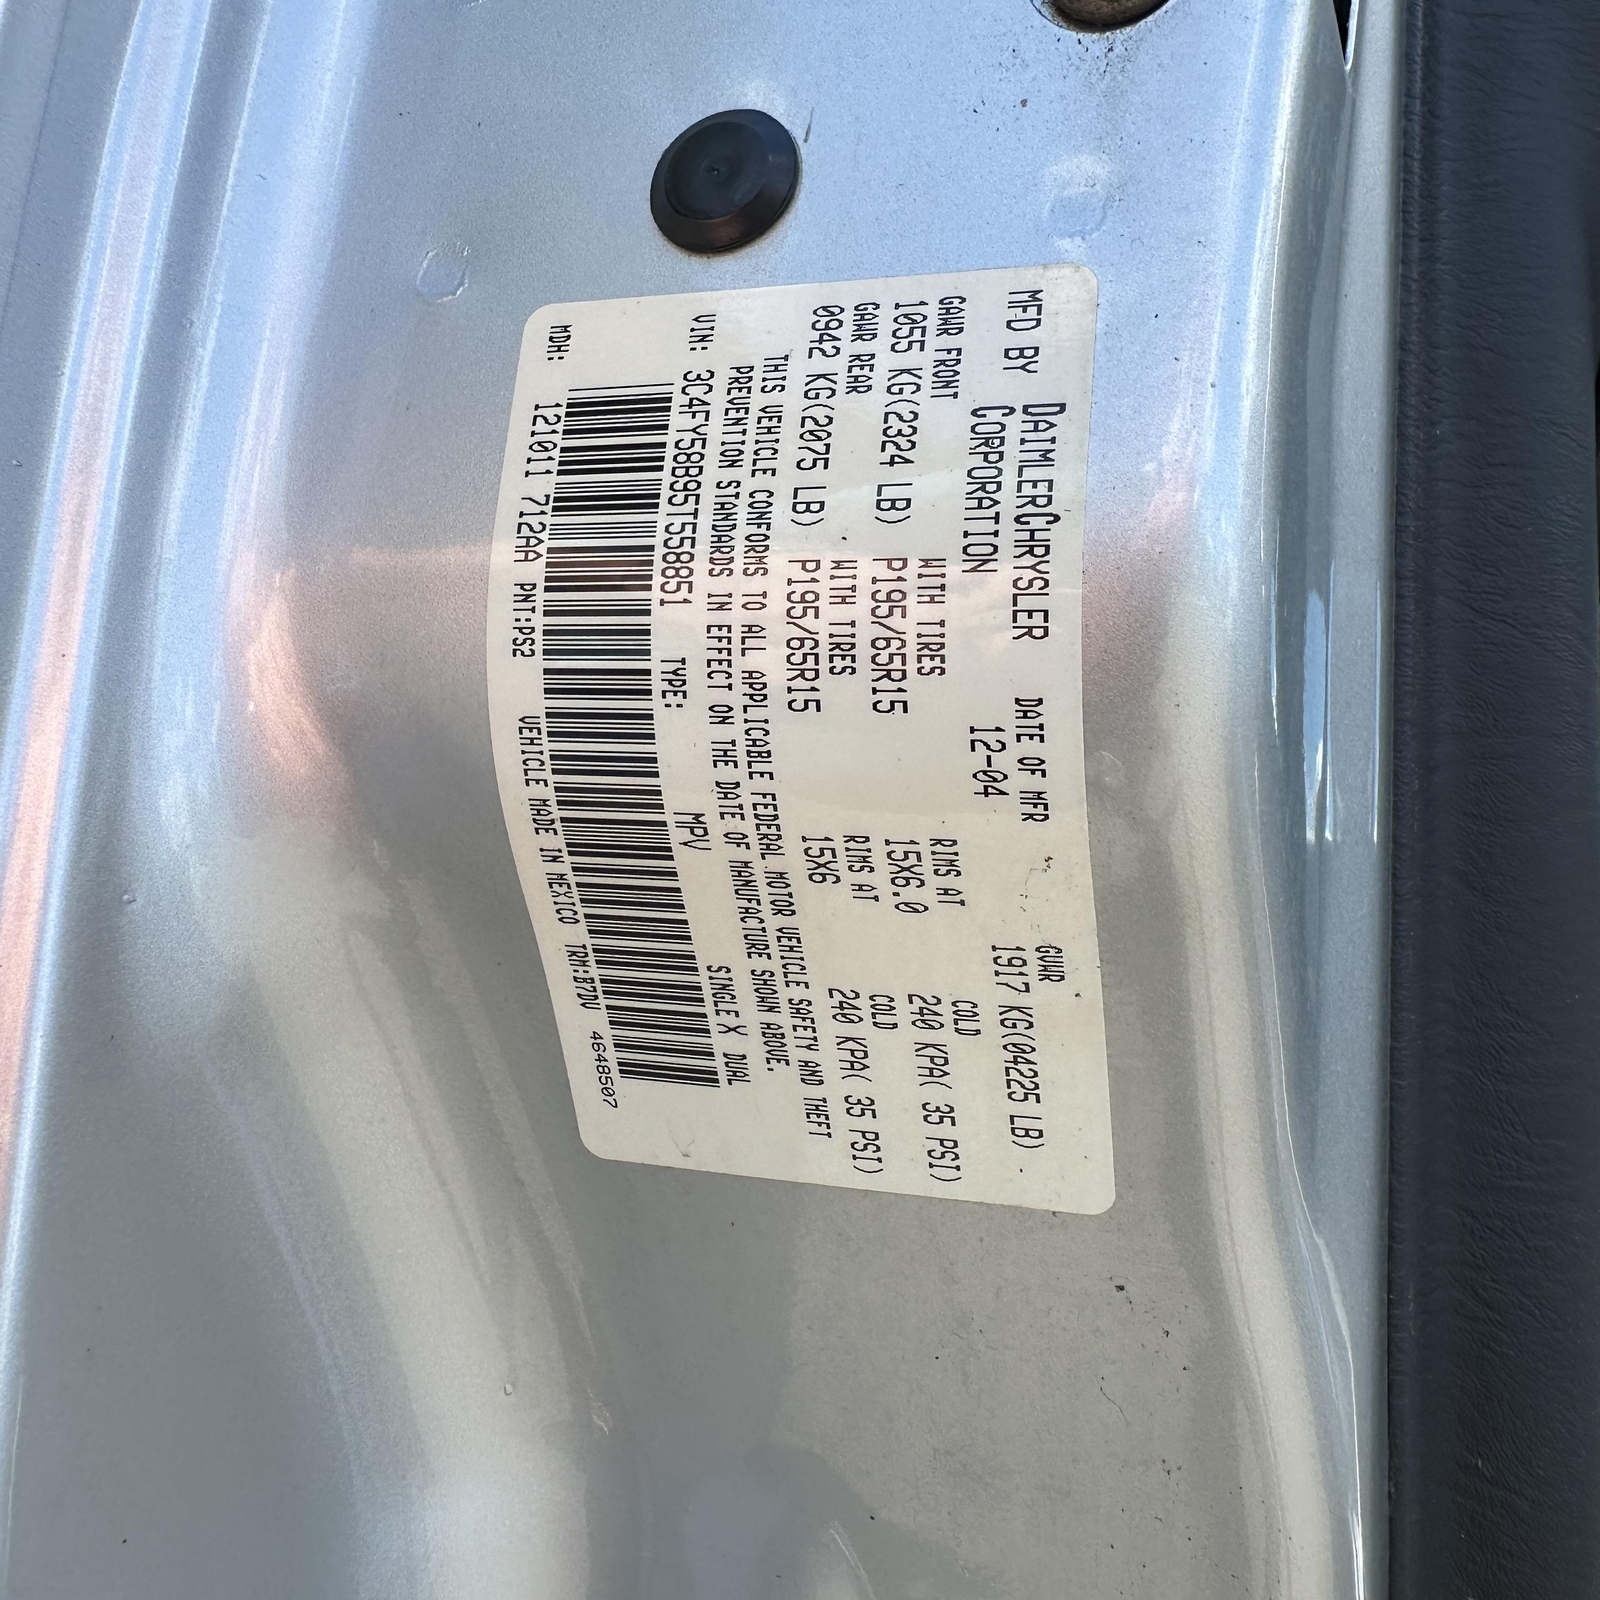 MFD BY DAIMLERCHRYSLER CORPORATION DATE OF MFR 12-04 GVWR 1917 KG(04225 LB)
GAWR FRONT WITH TIRES RIMS AT COLD
1055 KG(2324 LB) P195/65R15 15X6.0 240 KPA( 35 PSI)
GAWR REAR WITH TIRES RIMS AT COLD
0942 KG(2075 LB) P195/65R15 15X6 240 KPA( 35 PSI)
THIS VEHICLE CONFORMS TO ALL APPLICABLE FEDERAL MOTOR VEHICLE SAFETY AND THEFT
PREVENTION STANDARDS IN EFFECT ON THE DATE OF MANUFACTURE SHOWN ABOVE.
VIN: 3C4FY58B95T558851 TYPE: MPV SINGLE X DUAL
MDH: 121011 712AA PNT:PS2 VEHICLE MADE IN MEXICO TRM:B7DV 4648507